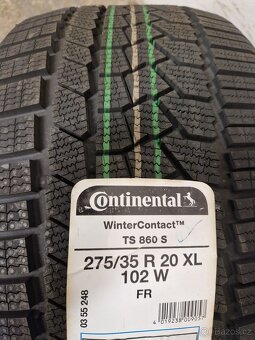 Continental
WinterContact™
TS 860 S
275/35 R 20 XL
102 W
FR
03 55 248